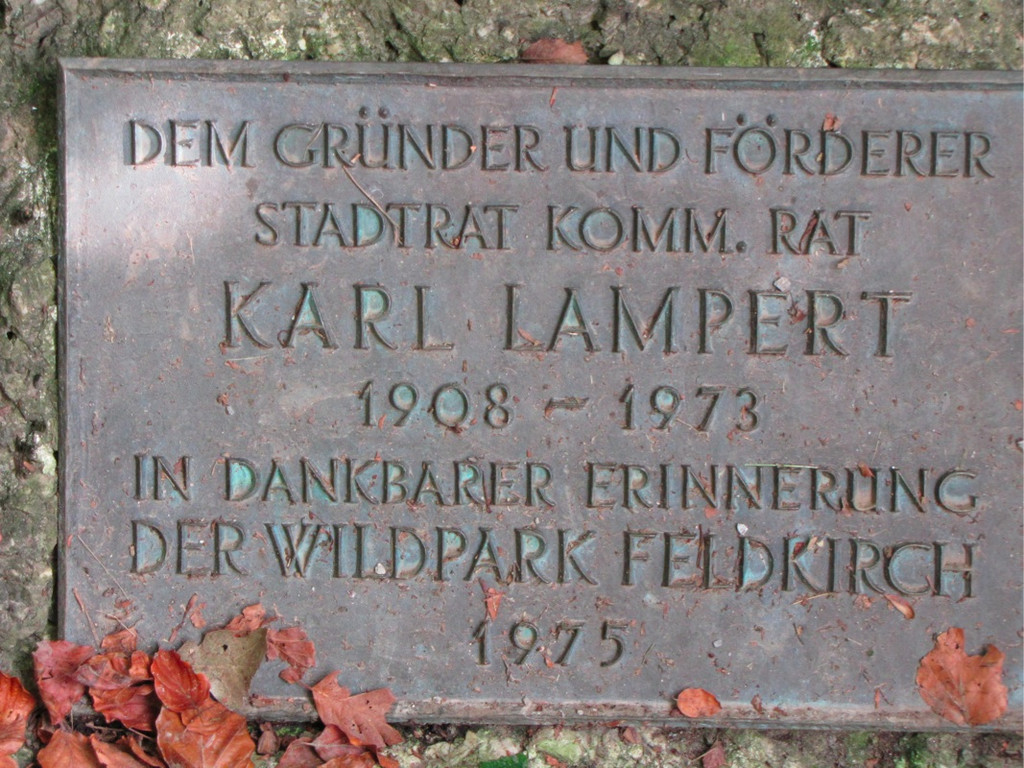 DEM GRÜNDER UND FÖRDERER
STADTRAT KOMM. RAT
KARL LAMPERT
1908 - 1973
IN DANKBARER ERINNERUNG
DER WILDPARK FELDKIRCH
1975